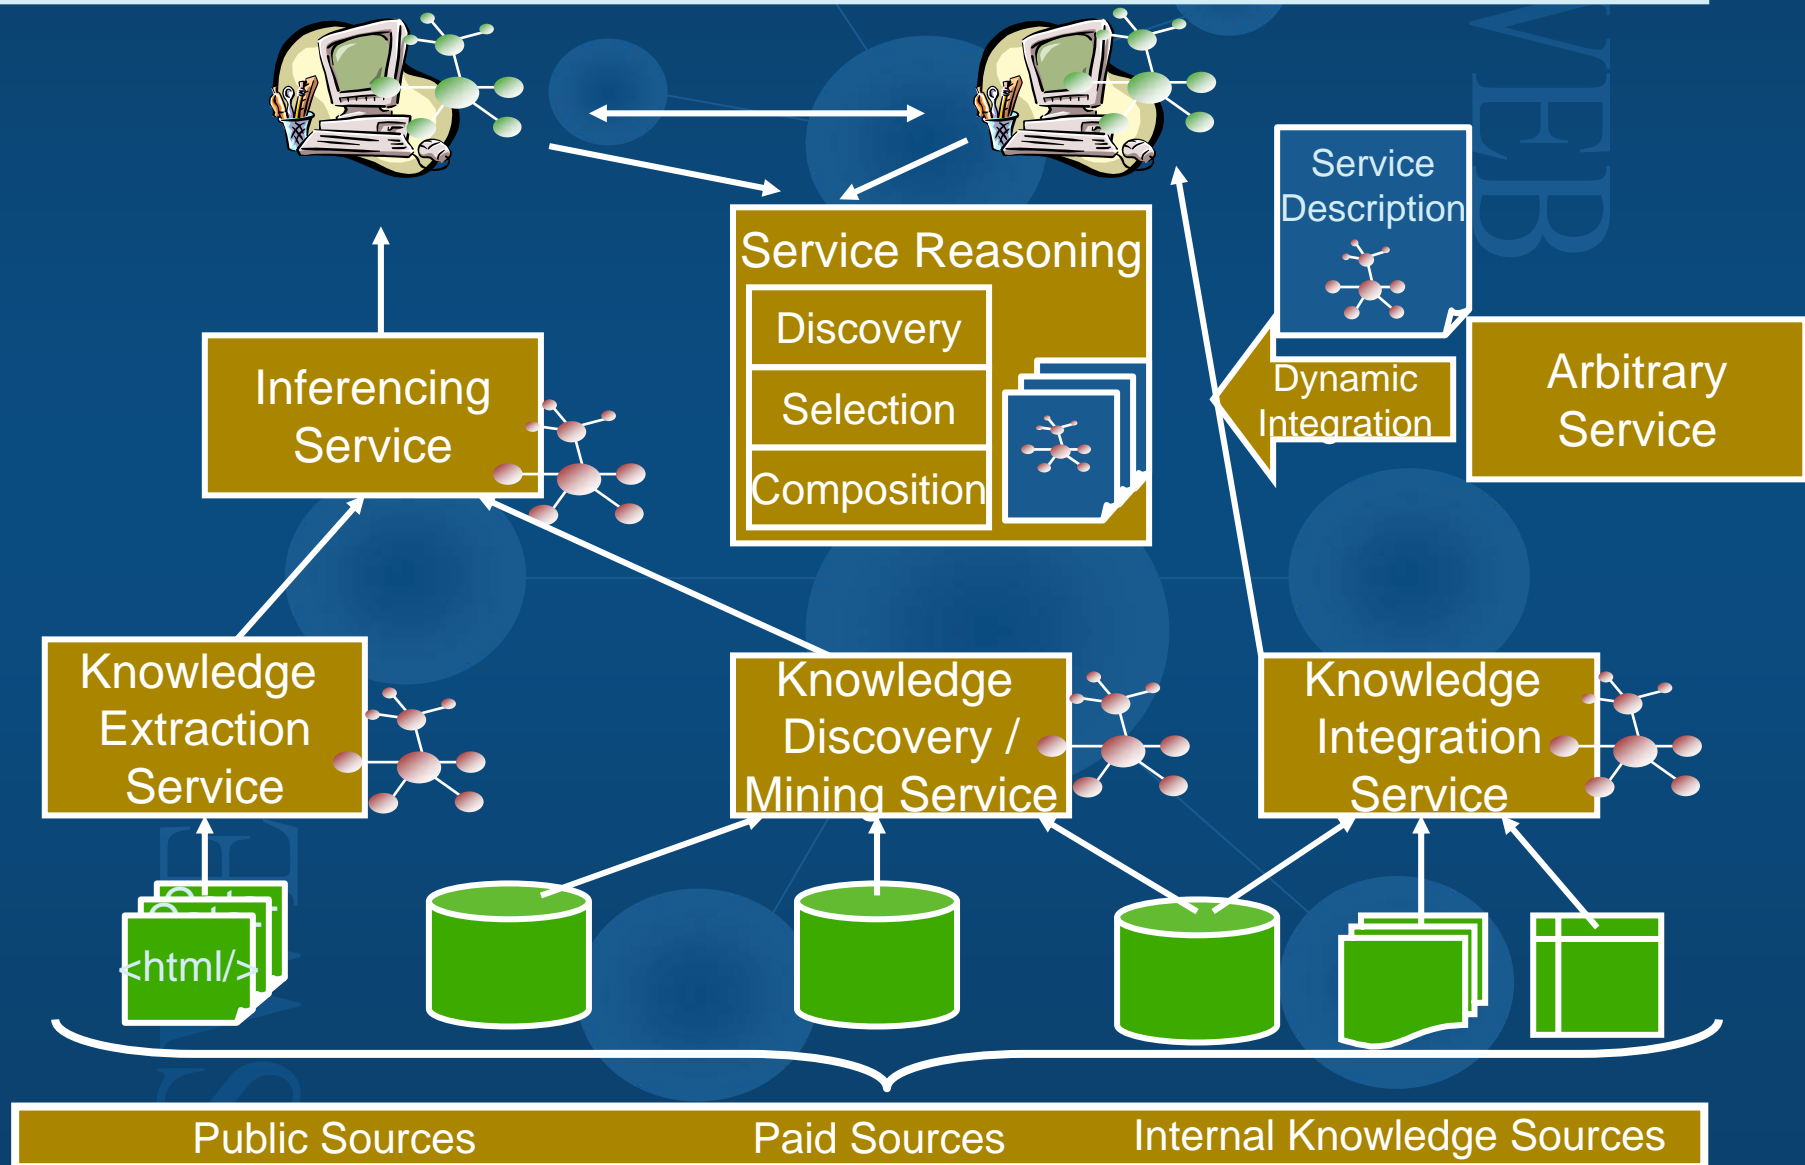 WEB
Service
Description
Service Reasoning
Discovery
Selection
Composition
Inferencing
Service
Dynamic
Integration
Arbitrary
Service
Knowledge
Extraction
Service
Knowledge
Discovery /
Mining Service
Knowledge
Integration
Service
<html/>
Public Sources
Paid Sources
Internal Knowledge Sources